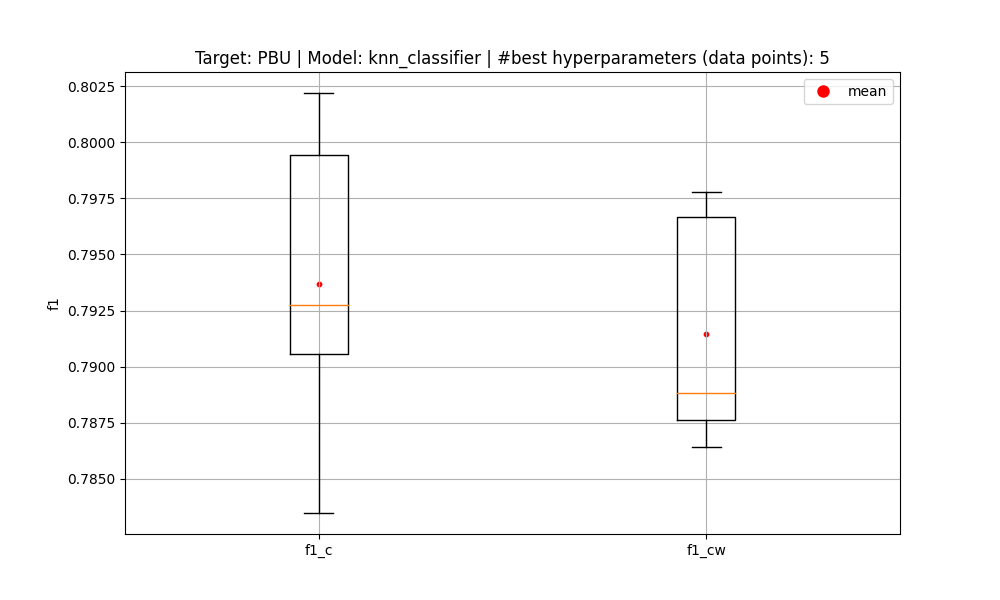 Target: PBU | Model: knn_classifier | #best hyperparameters (data points): 5
mean
f1
0.8025
0.8000
0.7975
0.7950
0.7925
0.7900
0.7875
0.7850
f1_c
f1_cw